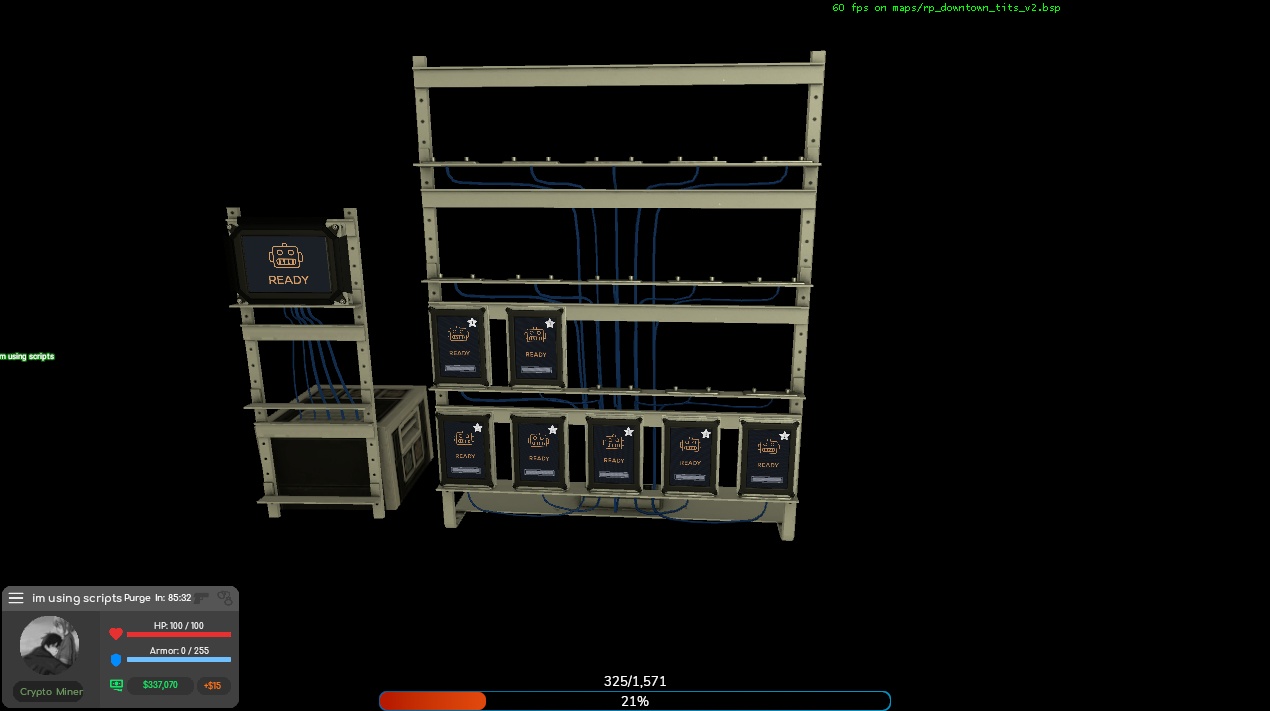 60 fps on maps/rp_downtown_tits_v2.bsp
READY
READY
READY
m using scripts
READY
READY
READY
READY
READY
im using scripts Purge In: 85:32
HP: 100 / 100
Armor: 0 / 255
$337,070
+$15
Crypto Miner
325/1,571
21%